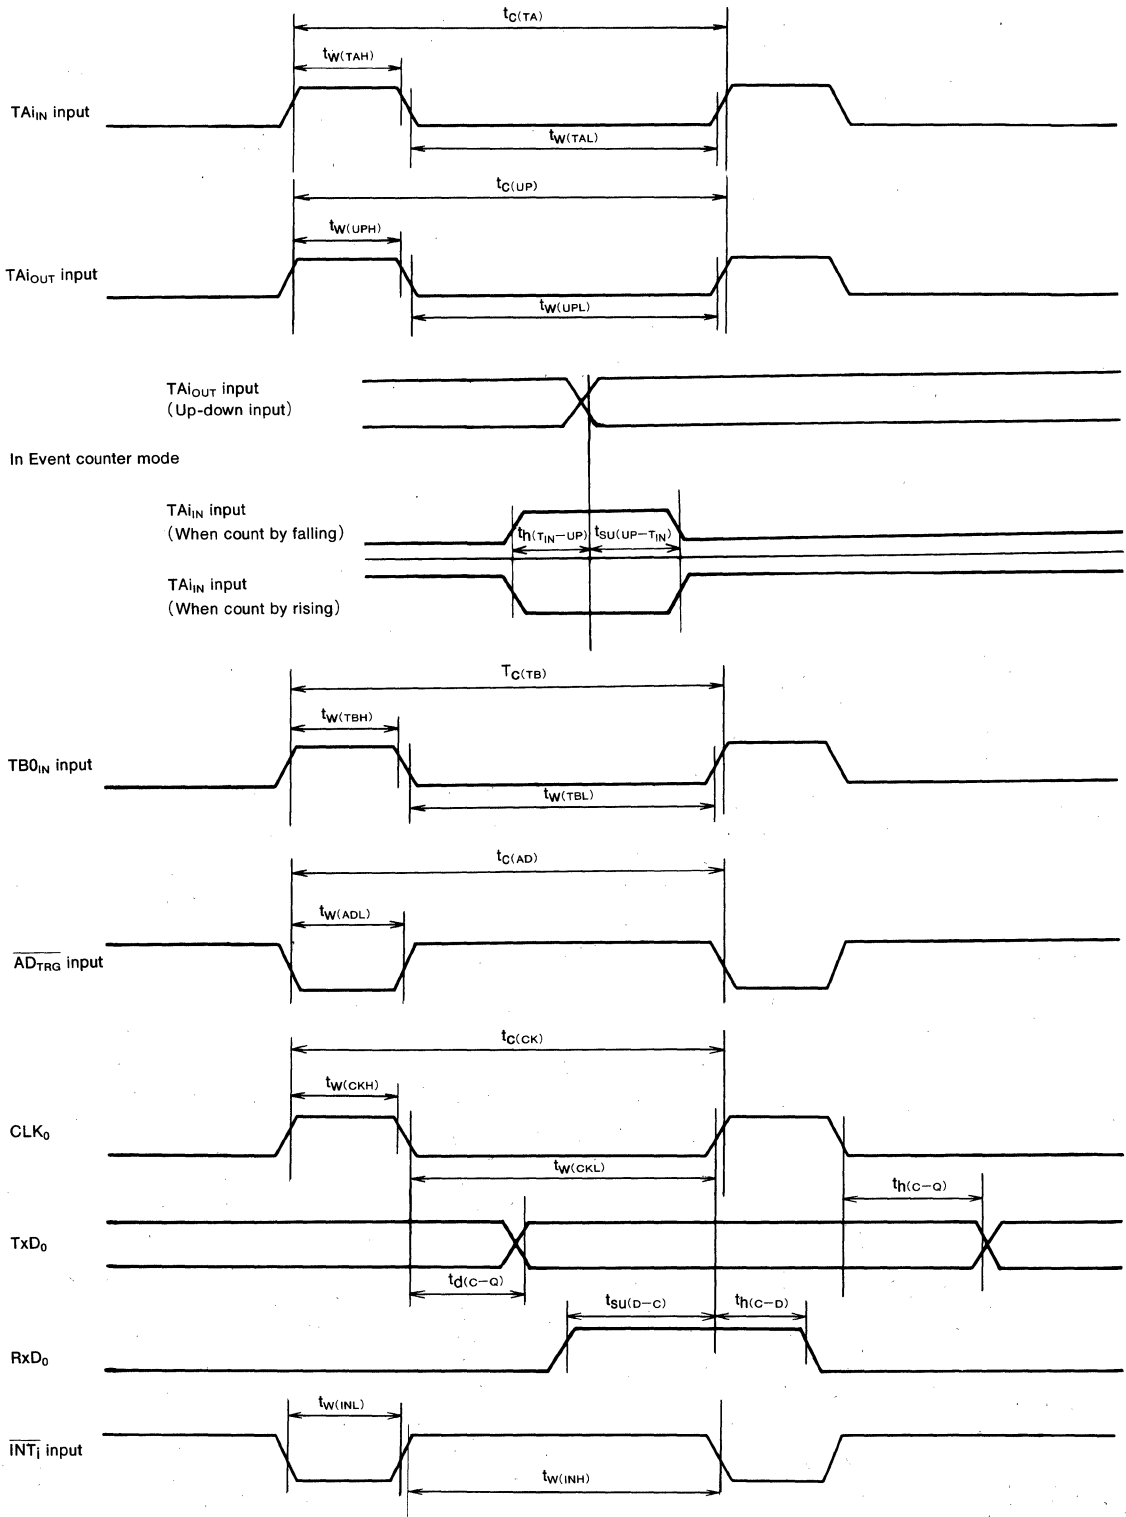 tC(TA)
tW(TAH)
TAiIN input
tW(TAL)
tC(UP)
tW(UPH)
TAiOUT input
tW(UPL)
TAiOUT input
(Up-down input)
In Event counter mode
TAiIN input
(When count by falling)
th(TIN-UP) tSU(UP-TIN)
TAiIN input
(When count by rising)
TC(TB)
tW(TBH)
TB0IN input
tW(TBL)
tC(AD)
tW(ADL)
ADTRG input
tC(CK)
tW(CKH)
CLK0
tW(CKL)
th(C-Q)
TxD0
td(C-Q)
tSU(D-C) th(C-D)
RxD0
tW(INL)
INTi input
tW(INH)